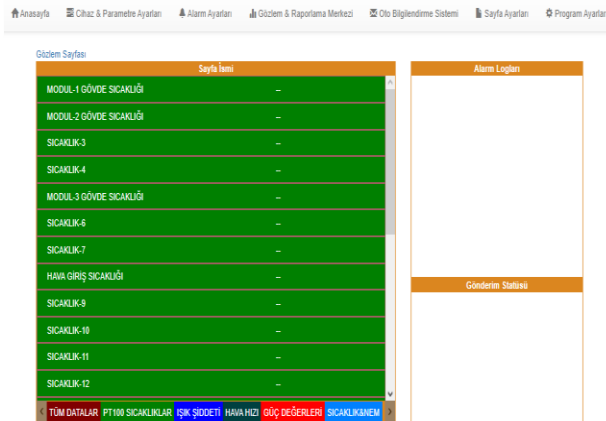 Anasayfa Cihaz & Parametre Ayarları Alarm Ayarları Gözlem & Raporlama Merkezi Oto Bilgilendirme Sistemi Sayfa Ayarları Program Ayarlar
Gözlem Sayfası
Sayfa İsmi
MODUL-1 GÖVDE SICAKLIĞI --
MODUL-2 GÖVDE SICAKLIĞI --
SICAKLIK-3 --
SICAKLIK-4 --
MODUL-3 GÖVDE SICAKLIĞI --
SICAKLIK-6 --
SICAKLIK-7 --
HAVA GİRİŞ SICAKLIĞI --
SICAKLIK-9 --
SICAKLIK-10 --
SICAKLIK-11 --
SICAKLIK-12 --
TÜM DATALAR PT100 SICAKLIKLAR IŞIK ŞİDDETİ HAVA HIZI GÜÇ DEĞERLERİ SICAKLIK&NEM
Alarm Logları
Gönderim Statüsü